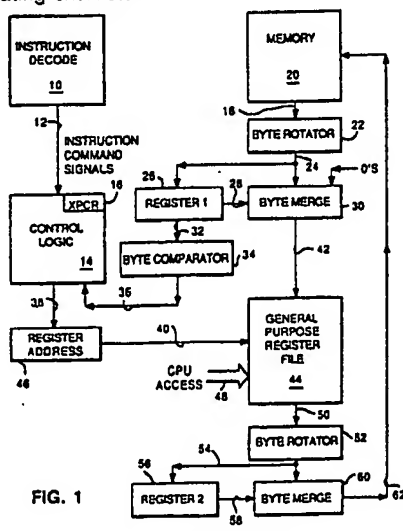 INSTRUCTION
DECODE
10
MEMORY
20
12
16
BYTE ROTATOR
22
24
INSTRUCTION
COMMAND
SIGNALS
O'S
26
REGISTER 1
28
BYTE MERGE
30
XPCR
16
CONTROL
LOGIC
14
32
BYTE COMPARATOR
34
42
36
38
REGISTER
ADDRESS
46
40
GENERAL
PURPOSE
REGISTER
FILE
44
CPU
ACCESS
48
50
BYTE ROTATOR
52
54
56
REGISTER 2
58
BYTE MERGE
60
62
FIG. 1